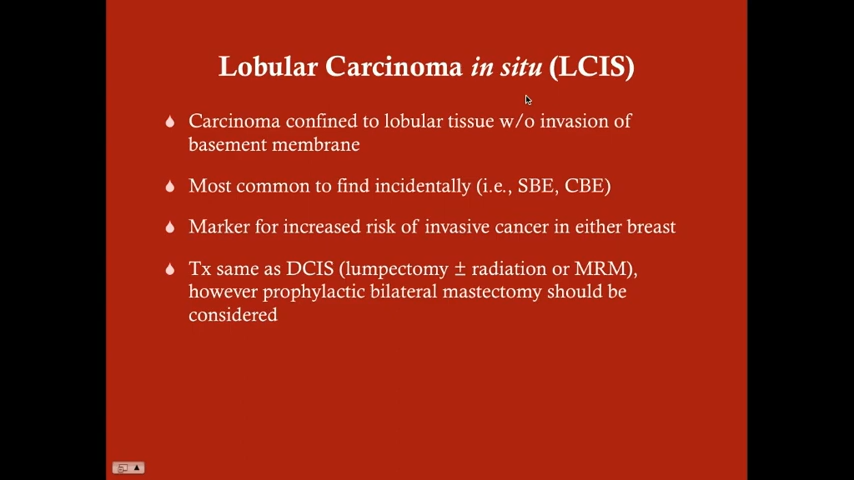 Lobular Carcinoma in situ (LCIS)
Carcinoma confined to lobular tissue w/o invasion of
basement membrane
Most common to find incidentally (i.e., SBE, CBE)
Marker for increased risk of invasive cancer in either breast
Tx same as DCIS (lumpectomy ± radiation or MRM),
however prophylactic bilateral mastectomy should be
considered